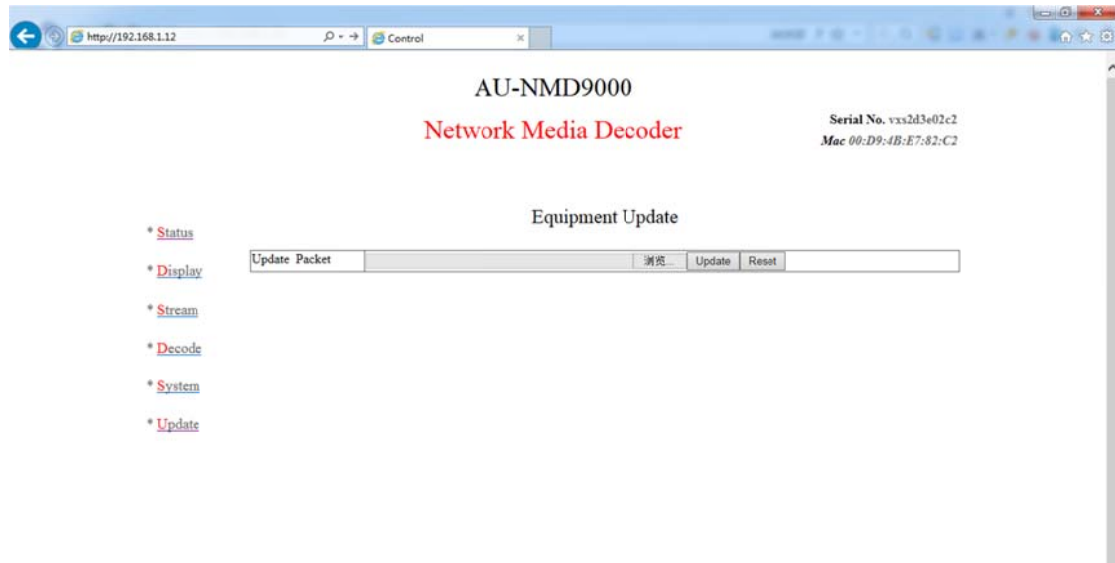 http://192.168.1.12
Control
AU-NMD9000
Network Media Decoder
Serial No. vxs2d3e02c2
Mac 00:D9:4B:E7:82:C2
Equipment Update
* Status
* Display
* Stream
* Decode
* System
* Update
Update Packet
浏览...
Update
Reset